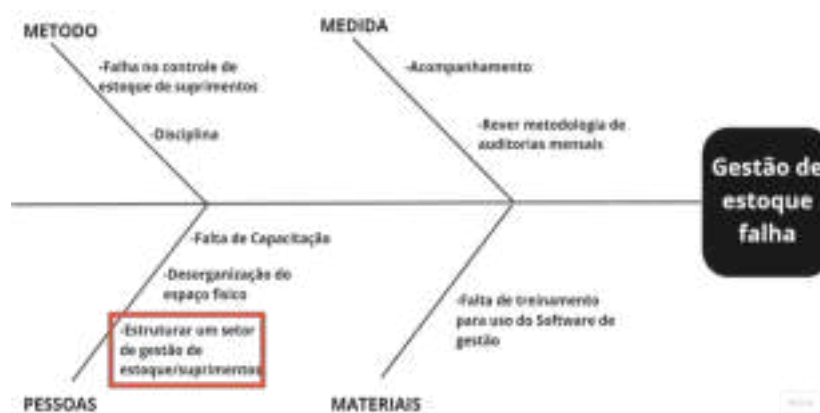 METODO
-Falha no controle de
estoque de suprimentos
-Disciplina
MEDIDA
-Acompanhamento
-Rever metodologia de
auditorias mensais
Gestão de
estoque
falha
-Falta de Capacitação
-Desorganização do
espaço físico
-Estruturar um setor
de gestão de
estoque/suprimentos
PESSOAS
-Falta de treinamento
para uso do Software de
gestão
MATERIAIS